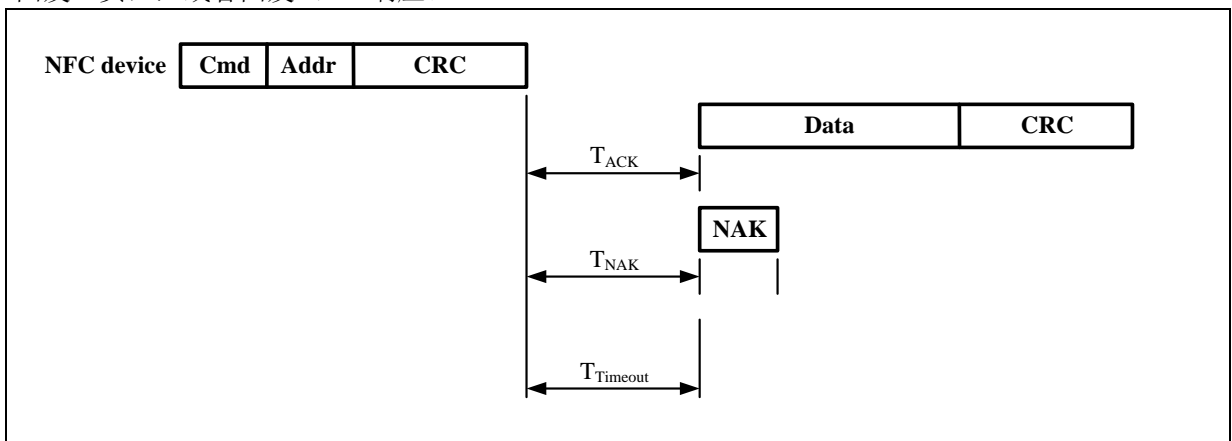 NFC device Cmd Addr CRC
Data CRC
TACK
NAK
TNAK
TTimeout